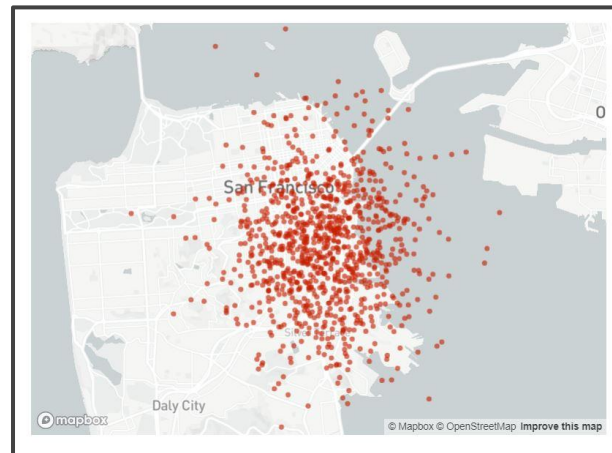 San Francisco
O
Daly City
mapbox
© Mapbox © OpenStreetMap Improve this map